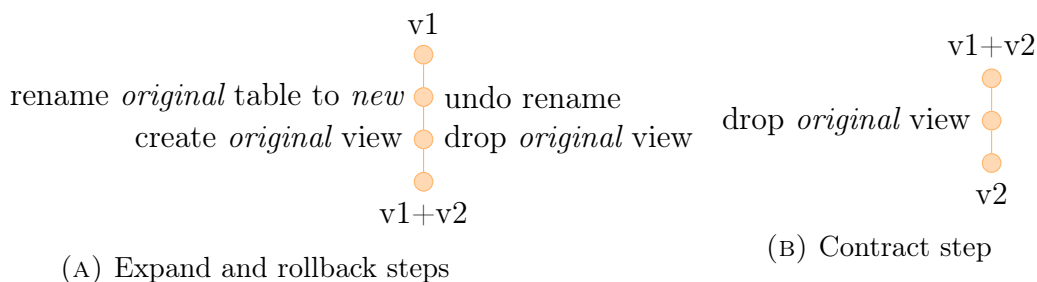 v1
rename original table to new
undo rename
create original view
drop original view
v1+v2
(A) Expand and rollback steps
v1+v2
drop original view
v2
(B) Contract step